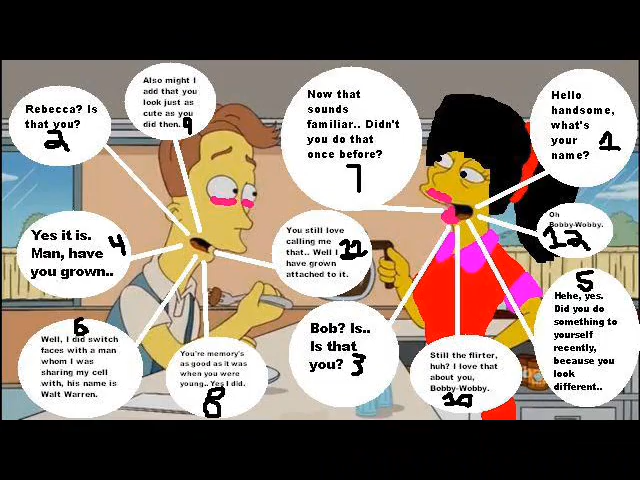 Hello
handsome,
what's
your
name?
1
Rebecca? Is
that you?
2
Bob? Is..
Is that
you?
3
Yes it is.
Man, have
you grown..
4
5
Hehe, yes.
Did you do
something to
yourself
recently,
because you
look
different..
6
Well, I did switch
faces with a man
whom I was
sharing my cell
with, his name is
Walt Warren.
Now that
sounds
familiar.. Didn't
you do that
once before?
7
You're memory's
as good as it was
when you were
young.. Yes I did.
8
Also might I
add that you
look just as
cute as you
did then.
9
Still the flirter,
huh? I love that
about you,
Bobby-Wobby.
10
You still love
calling me
that.. Well I
have grown
attached to it.
11
Oh
Bobby-Wobby.
12